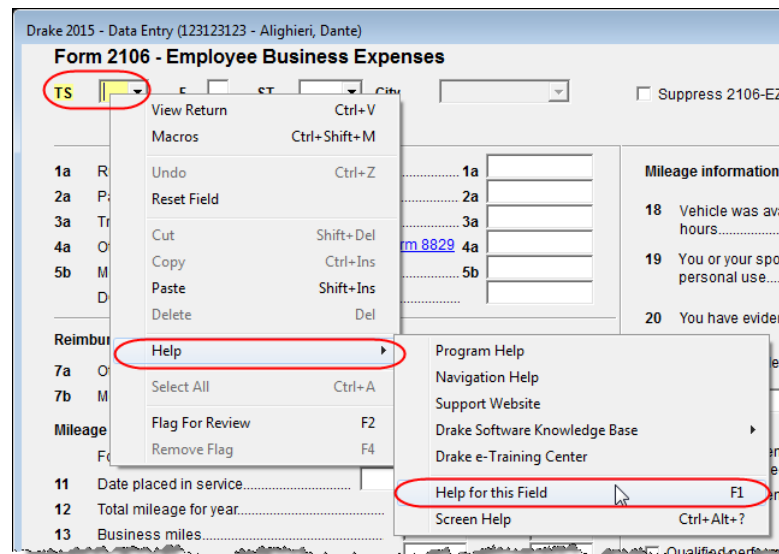 Drake 2015 - Data Entry (123123123 - Alighieri, Dante)
Form 2106 - Employee Business Expenses
TS F ST City Suppress 2106-EZ
View Return Ctrl+V
Macros Ctrl+Shift+M
Undo Ctrl+Z
Reset Field
Cut Shift+Del
Copy Ctrl+Ins
Paste Shift+Ins
Delete Del
Help
Select All Ctrl+A
Flag For Review F2
Remove Flag F4
Program Help
Navigation Help
Support Website
Drake Software Knowledge Base
Drake e-Training Center
Help for this Field F1
Screen Help Ctrl+Alt+?
1a 1a
2a 2a
3a 3a
4a rm 8829 4a
5b 5b
Reimbur
7a
7b
Mileage
11 Date placed in service
12 Total mileage for year
13 Business miles
Mileage information
18 Vehicle was ava
hours
19 You or your spo
personal use
20 You have eviden
Qualified perform